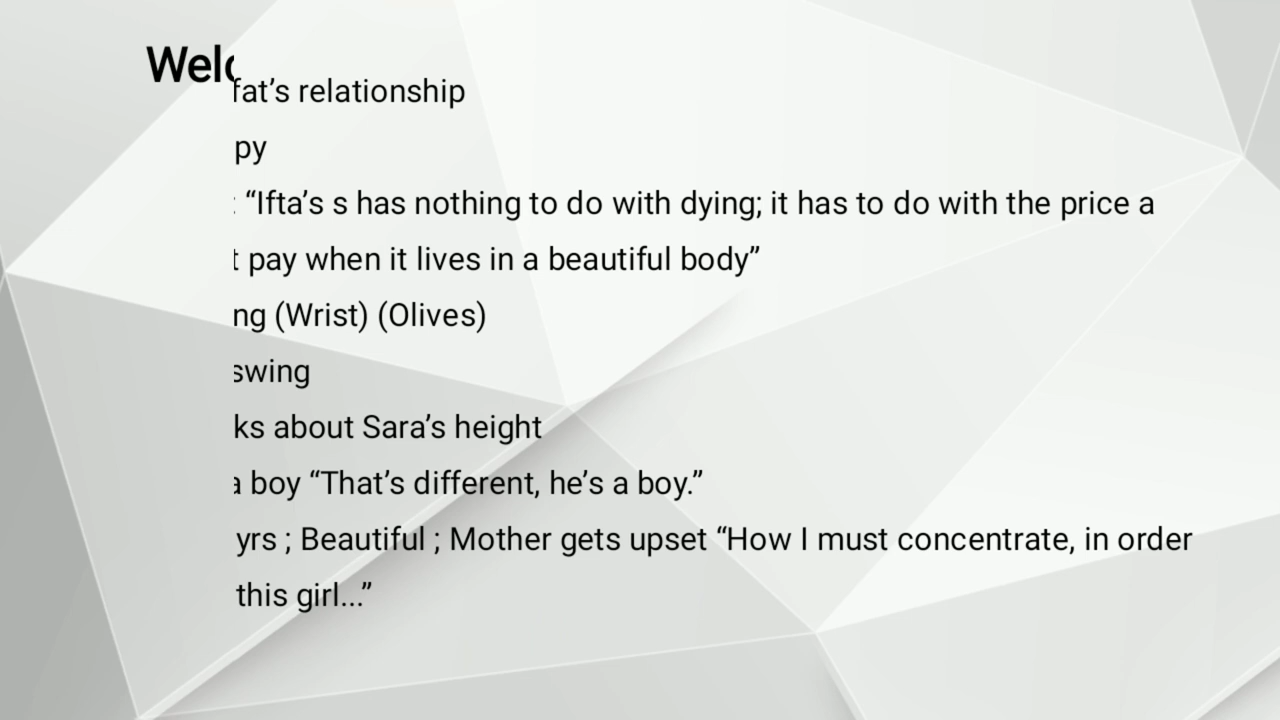 Welc
fat’s relationship
py
: “Ifta’s s has nothing to do with dying; it has to do with the price a
t pay when it lives in a beautiful body”
ng (Wrist) (Olives)
swing
ks about Sara’s height
a boy “That’s different, he’s a boy.”
yrs ; Beautiful ; Mother gets upset “How I must concentrate, in order
this girl...”